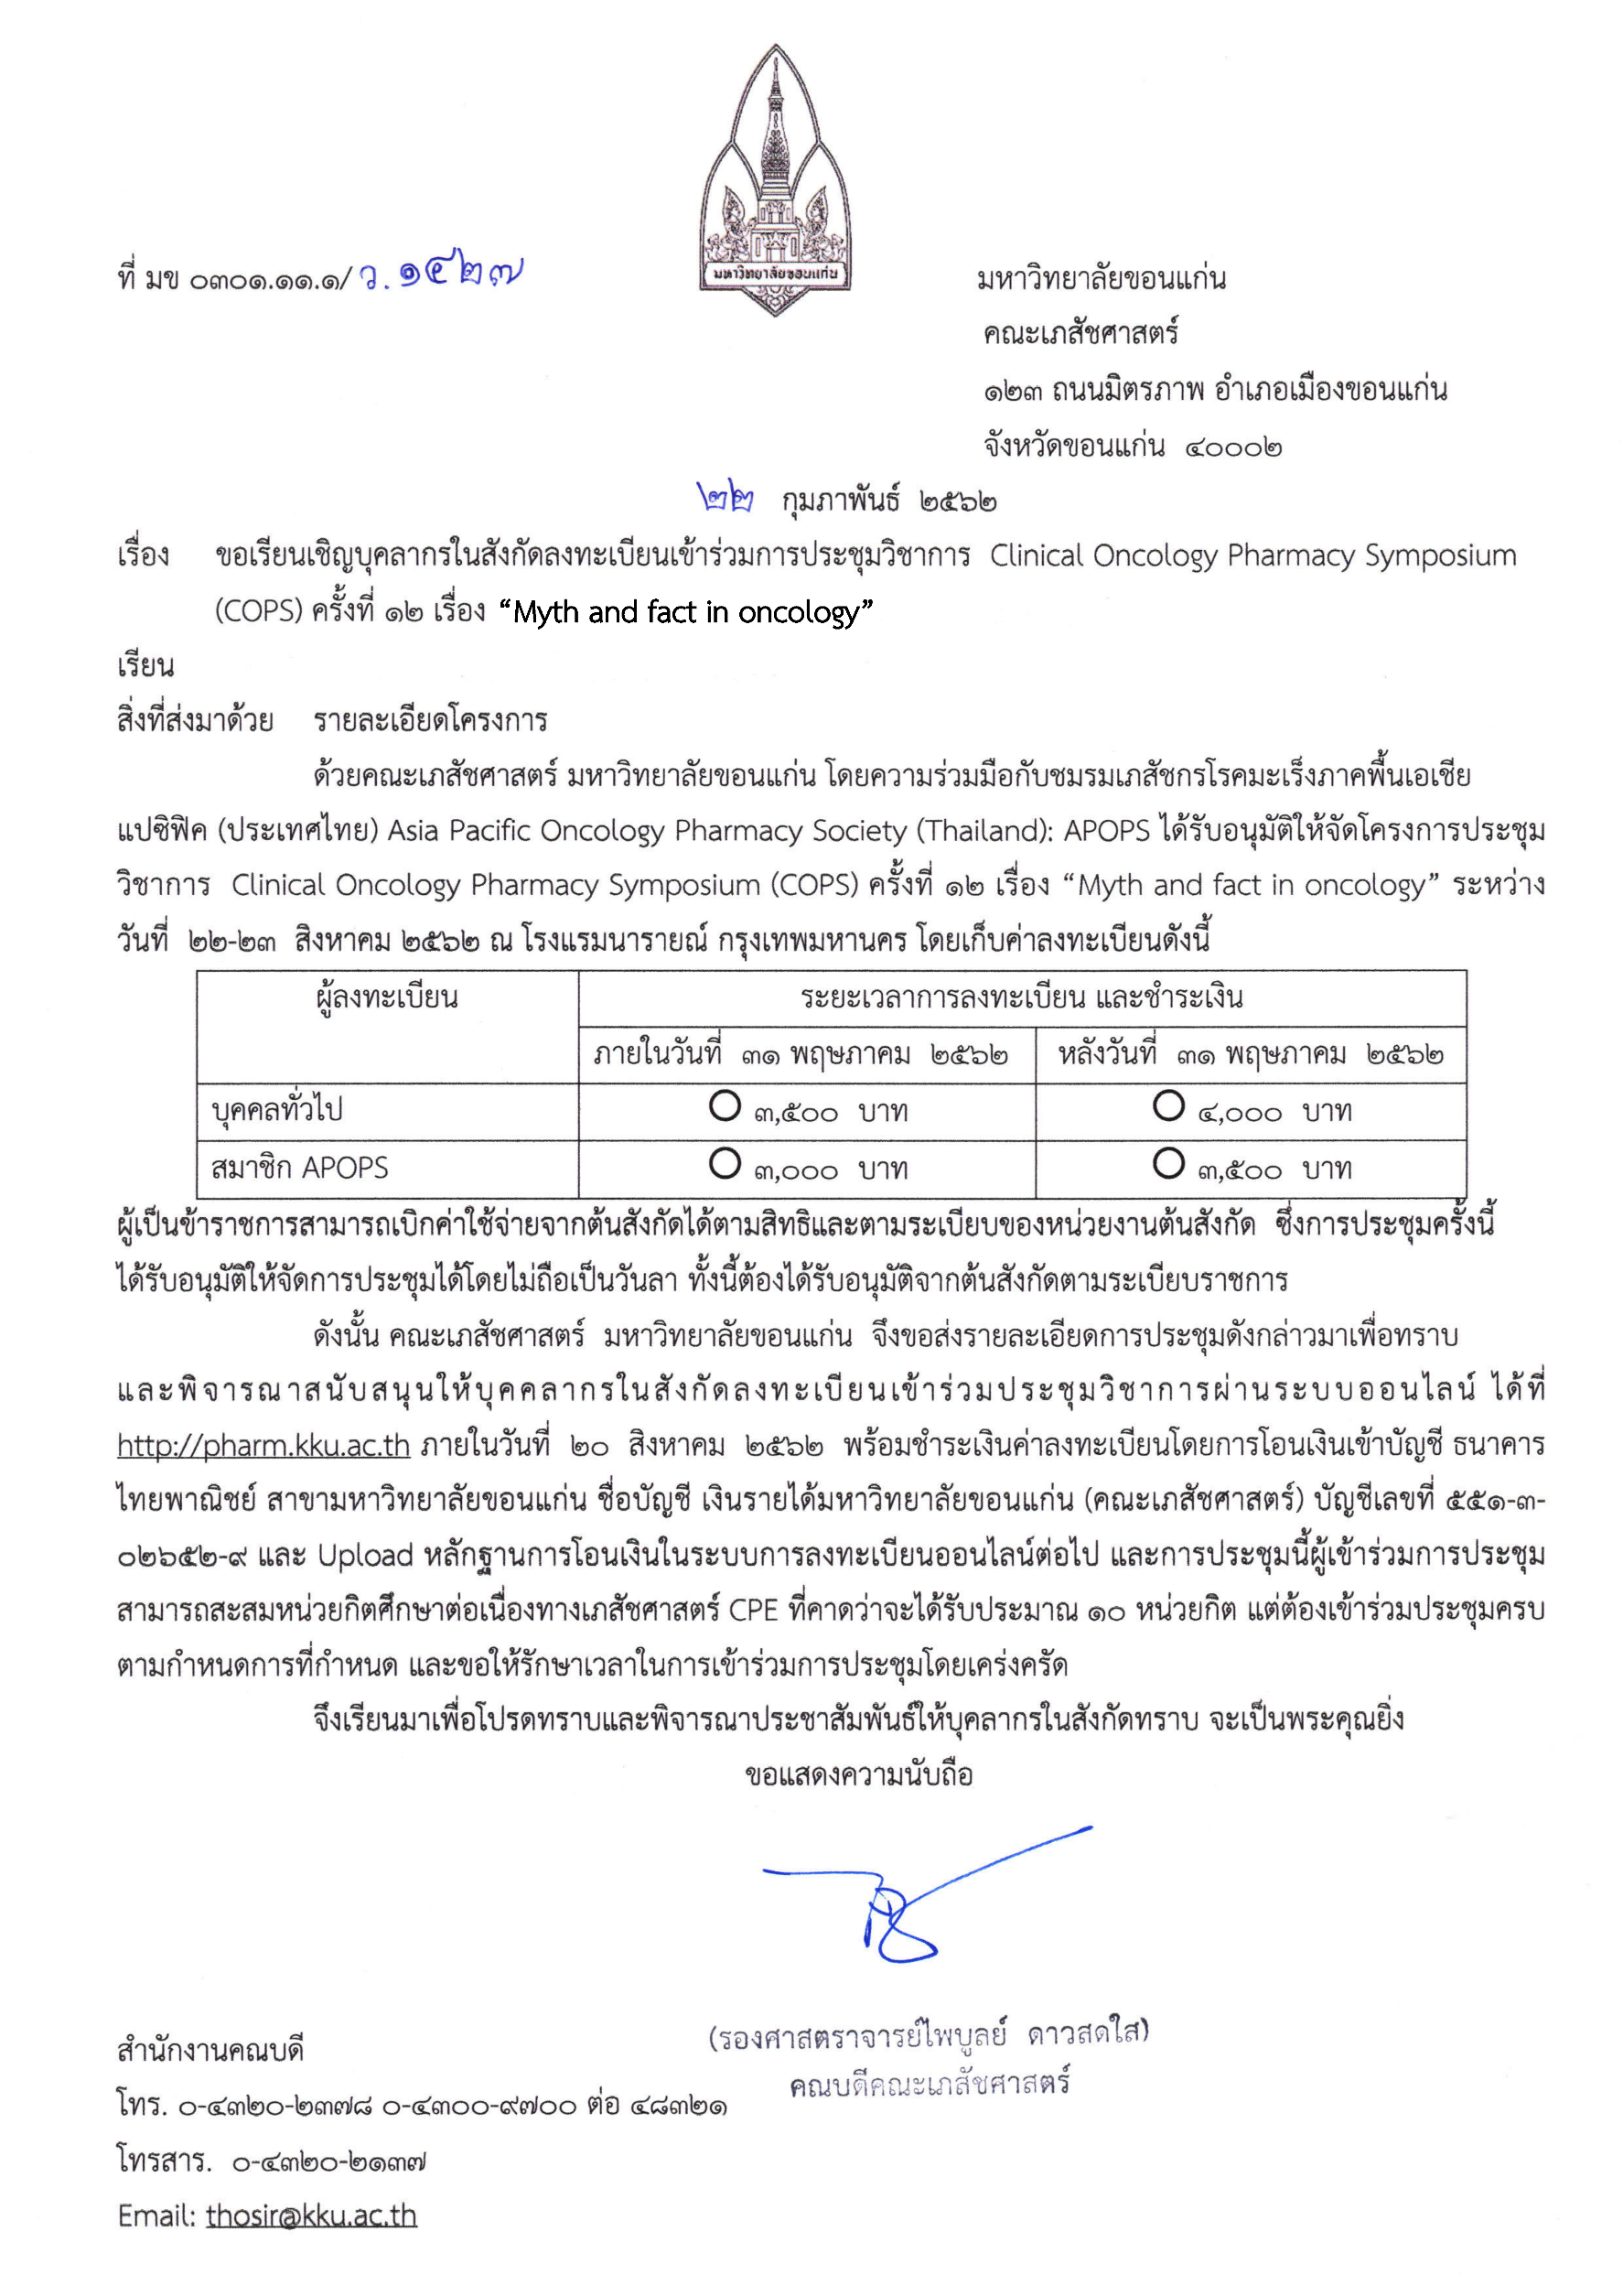 มหาวิทยาลัยขอนแก่น
ที่ มข ๐๓๐๑.๑๑.๑/ว.๑๕๒๗
มหาวิทยาลัยขอนแก่น
คณะเภสัชศาสตร์
๑๒๓ ถนนมิตรภาพ อำเภอเมืองขอนแก่น
จังหวัดขอนแก่น ๔๐๐๐๒
๒๒ กุมภาพันธ์ ๒๕๖๒
เรื่อง ขอเรียนเชิญบุคลากรในสังกัดลงทะเบียนเข้าร่วมการประชุมวิชาการ Clinical Oncology Pharmacy Symposium
(COPS) ครั้งที่ ๑๒ เรื่อง “Myth and fact in oncology”
เรียน
สิ่งที่ส่งมาด้วย รายละเอียดโครงการ
ด้วยคณะเภสัชศาสตร์ มหาวิทยาลัยขอนแก่น โดยความร่วมมือกับชมรมเภสัชกรโรคมะเร็งภาคพื้นเอเชีย
แปซิฟิค (ประเทศไทย) Asia Pacific Oncology Pharmacy Society (Thailand): APOPS ได้รับอนุมัติให้จัดโครงการประชุม
วิชาการ Clinical Oncology Pharmacy Symposium (COPS) ครั้งที่ ๑๒ เรื่อง “Myth and fact in oncology” ระหว่าง
วันที่ ๒๒-๒๓ สิงหาคม ๒๕๖๒ ณ โรงแรมนารายณ์ กรุงเทพมหานคร โดยเก็บค่าลงทะเบียนดังนี้
ผู้ลงทะเบียน ระยะเวลาการลงทะเบียน และชำระเงิน
ภายในวันที่ ๓๑ พฤษภาคม ๒๕๖๒ หลังวันที่ ๓๑ พฤษภาคม ๒๕๖๒
บุคคลทั่วไป ๓,๕๐๐ บาท ๔,๐๐๐ บาท
สมาชิก APOPS ๓,๐๐๐ บาท ๓,๕๐๐ บาท
ผู้เป็นข้าราชการสามารถเบิกค่าใช้จ่ายจากต้นสังกัดได้ตามสิทธิและตามระเบียบของหน่วยงานต้นสังกัด ซึ่งการประชุมครั้งนี้
ได้รับอนุมัติให้จัดการประชุมได้โดยไม่ถือเป็นวันลา ทั้งนี้ต้องได้รับอนุมัติจากต้นสังกัดตามระเบียบราชการ
ดังนั้น คณะเภสัชศาสตร์ มหาวิทยาลัยขอนแก่น จึงขอส่งรายละเอียดการประชุมดังกล่าวมาเพื่อทราบ
และพิจารณาสนับสนุนให้บุคคลากรในสังกัดลงทะเบียนเข้าร่วมประชุมวิชาการผ่านระบบออนไลน์ ได้ที่
http://pharm.kku.ac.th ภายในวันที่ ๒๐ สิงหาคม ๒๕๖๒ พร้อมชำระเงินค่าลงทะเบียนโดยการโอนเงินเข้าบัญชี ธนาคาร
ไทยพาณิชย์ สาขามหาวิทยาลัยขอนแก่น ชื่อบัญชี เงินรายได้มหาวิทยาลัยขอนแก่น (คณะเภสัชศาสตร์) บัญชีเลขที่ ๕๕๑-๓-
๐๒๖๕๒-๙ และ Upload หลักฐานการโอนเงินในระบบการลงทะเบียนออนไลน์ต่อไป และการประชุมนี้ผู้เข้าร่วมการประชุม
สามารถสะสมหน่วยกิตศึกษาต่อเนื่องทางเภสัชศาสตร์ CPE ที่คาดว่าจะได้รับประมาณ ๑๐ หน่วยกิต แต่ต้องเข้าร่วมประชุมครบ
ตามกำหนดการที่กำหนด และขอให้รักษาเวลาในการเข้าร่วมการประชุมโดยเคร่งครัด
จึงเรียนมาเพื่อโปรดทราบและพิจารณาประชาสัมพันธ์ให้บุคลากรในสังกัดทราบ จะเป็นพระคุณยิ่ง
ขอแสดงความนับถือ
(รองศาสตราจารย์ไพบูลย์ ดาวสดใส)
คณบดีคณะเภสัชศาสตร์
สำนักงานคณบดี
โทร. ๐-๔๓๒๐-๒๓๗๘ ๐-๔๓๐๐-๙๗๐๐ ต่อ ๔๘๓๒๑
โทรสาร. ๐-๔๓๒๐-๒๑๓๗
Email: thosir@kku.ac.th